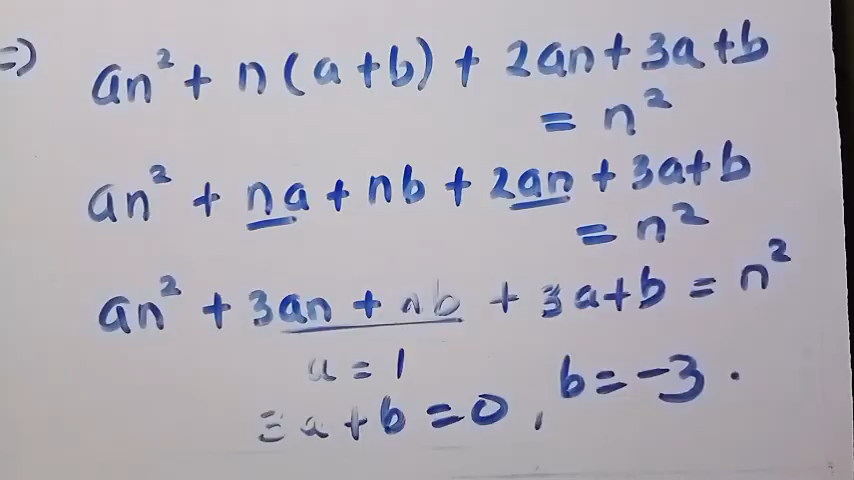 =) an² + n(a+b) + 2an + 3a + b
= n²
an² + na + nb + 2an + 3a + b
= n²
an² + 3an + nb + 3a + b = n²
a = 1
3a + b = 0, b = -3.